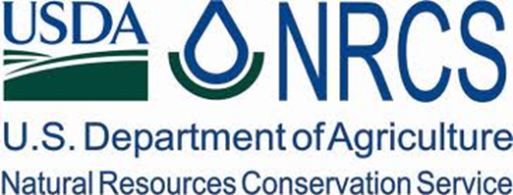 USDA NRCS
U.S. Department of Agriculture
Natural Resources Conservation Service